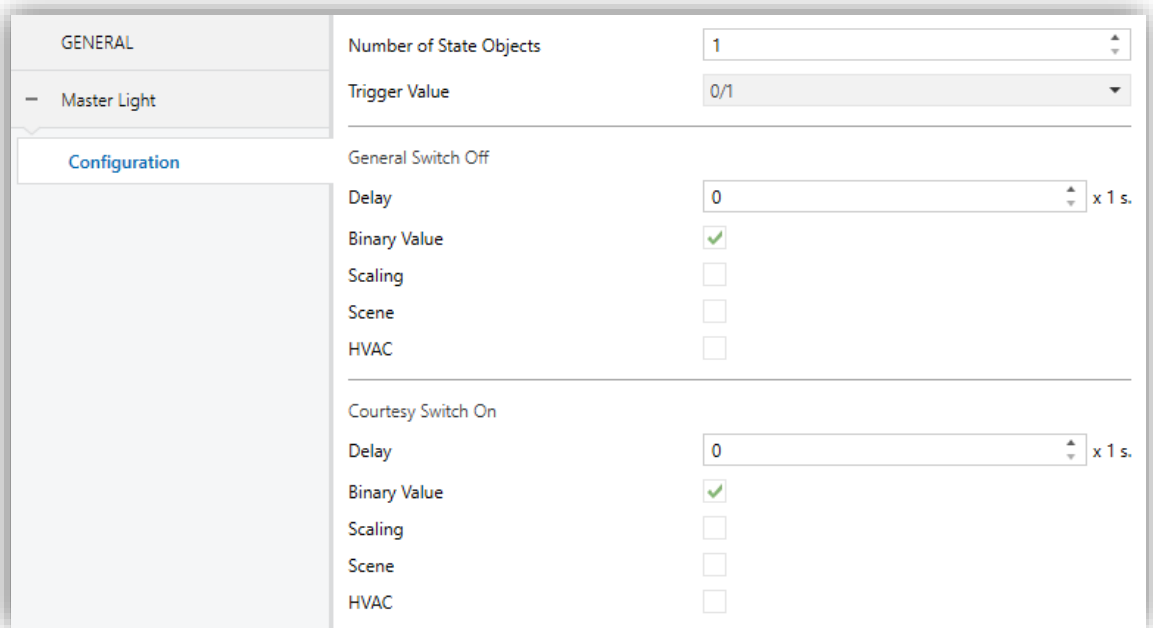 GENERAL
Master Light
Configuration
Number of State Objects 1
Trigger Value 0/1
General Switch Off
Delay 0 x 1 s.
Binary Value
Scaling
Scene
HVAC
Courtesy Switch On
Delay 0 x 1 s.
Binary Value
Scaling
Scene
HVAC